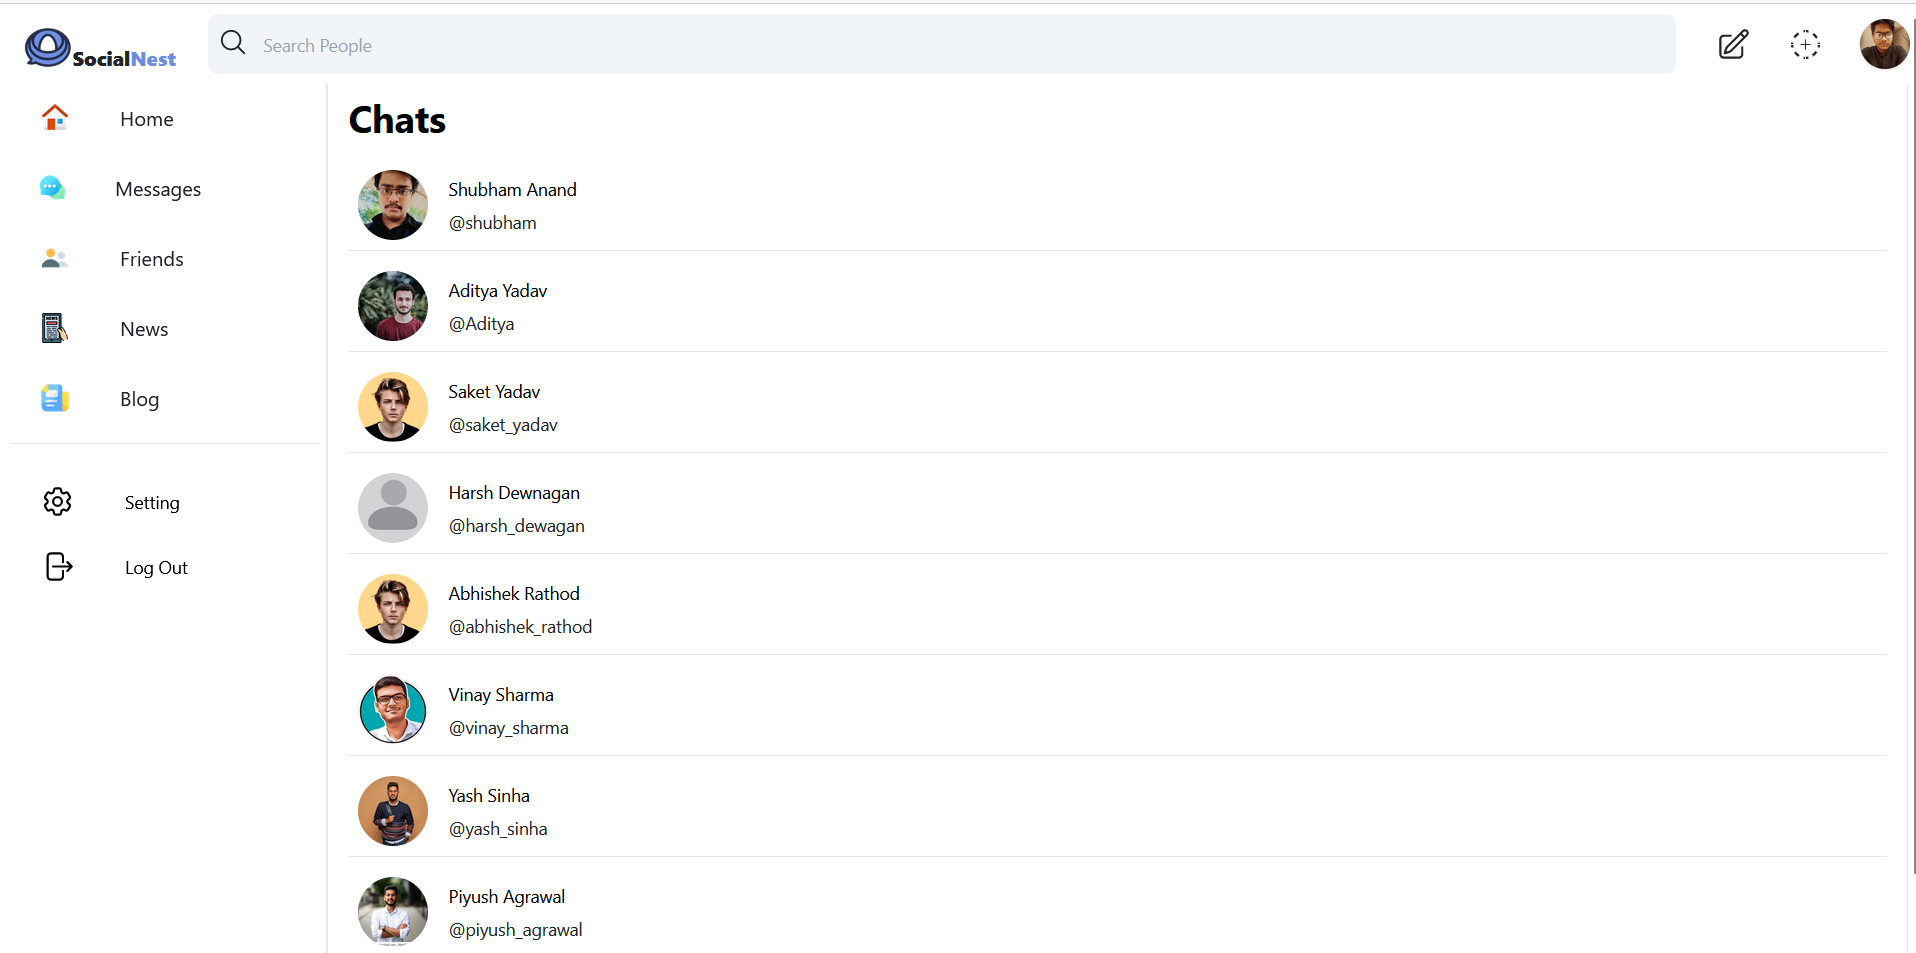 SocialNest
Search People
Home
Messages
Friends
News
Blog
Setting
Log Out
Chats
Shubham Anand
@shubham
Aditya Yadav
@Aditya
Saket Yadav
@saket_yadav
Harsh Dewnagan
@harsh_dewagan
Abhishek Rathod
@abhishek_rathod
Vinay Sharma
@vinay_sharma
Yash Sinha
@yash_sinha
Piyush Agrawal
@piyush_agrawal